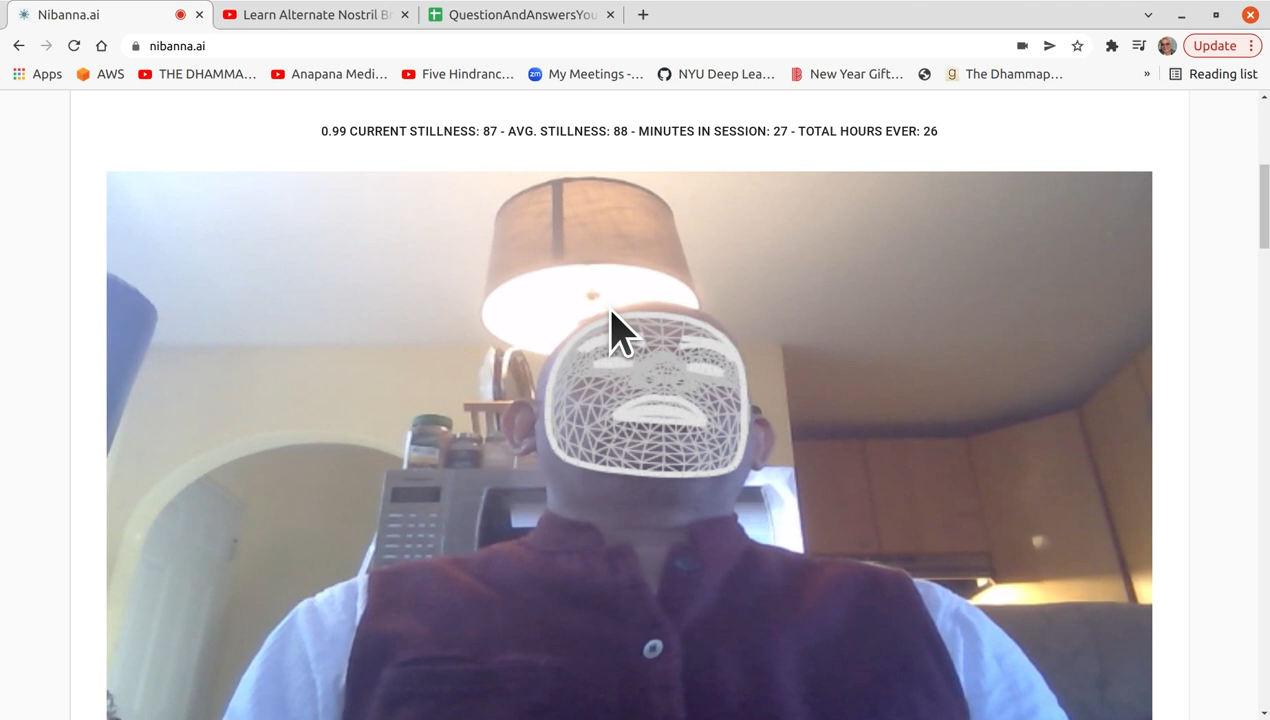 Nibanna.ai
Learn Alternate Nostril B
QuestionAndAnswersYou
nibanna.ai
Update
Apps
AWS
THE DHAMMA…
Anapana Medi…
Five Hindranc…
zm
My Meetings -…
NYU Deep Lea…
New Year Gift…
g
The Dhammap…
»
Reading list
0.99 CURRENT STILLNESS: 87 - AVG. STILLNESS: 88 - MINUTES IN SESSION: 27 - TOTAL HOURS EVER: 26